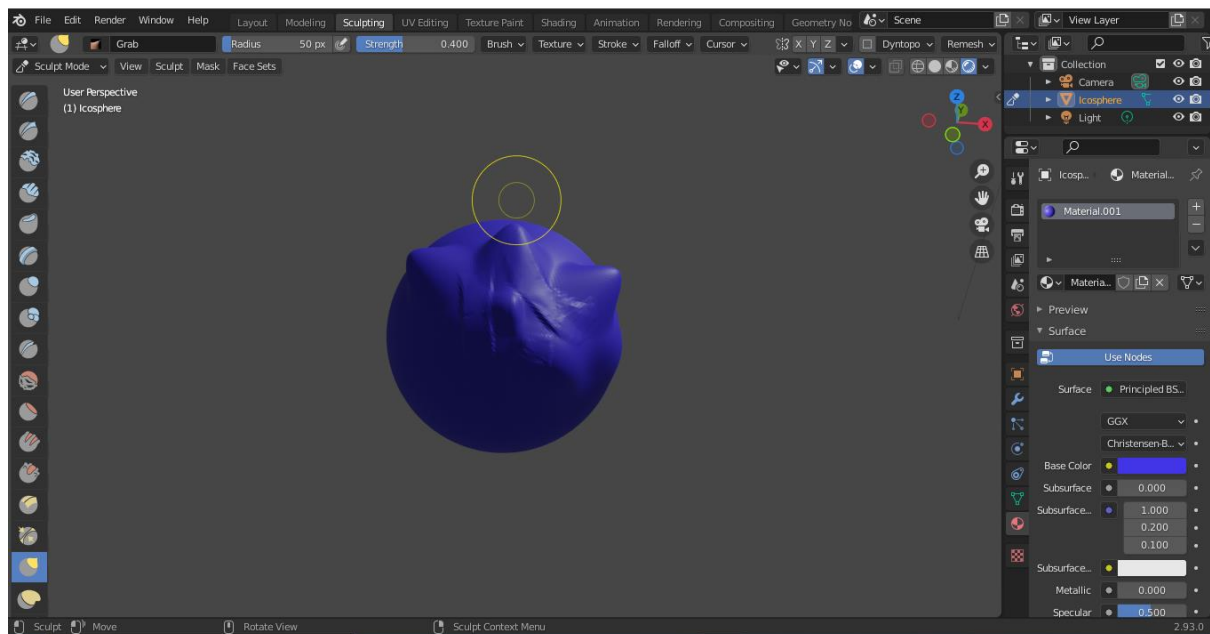 File Edit Render Window Help Layout Modeling Sculpting UV Editing Texture Paint Shading Animation Rendering Compositing Geometry No Scene View Layer
Grab Radius 50 px Strength 0.400 Brush Texture Stroke Falloff Cursor X Y Z Dyntopo Remesh
Sculpt Mode View Sculpt Mask Face Sets
User Perspective
(1) Icosphere
Z
Y
X
Collection
Camera
Icosphere
Light
Icosp... Material...
Material.001
Materia...
Preview
Surface
Use Nodes
Surface Principled BS...
GGX
Christensen-B...
Base Color
Subsurface 0.000
Subsurface... 1.000
0.200
0.100
Subsurface...
Metallic 0.000
Specular 0.500
Sculpt Move Rotate View Sculpt Context Menu 2.93.0